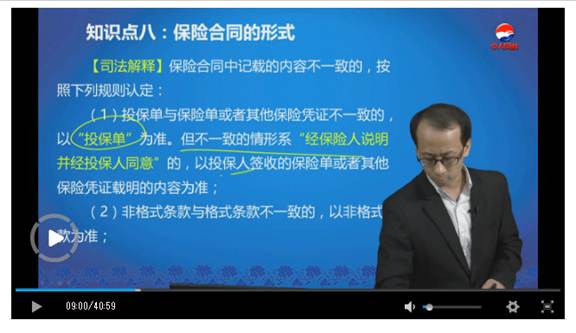 知识点八：保险合同的形式
【司法解释】保险合同中记载的内容不一致的，按
照下列规则认定：
（1）投保单与保险单或者其他保险凭证不一致的，
以“投保单”为准。但不一致的情形系“经保险人说明
并经投保人同意”的，以投保人签收的保险单或者其他
保险凭证载明的内容为准；
（2）非格式条款与格式条款不一致的，以非格式
款为准；
09:00/40:59